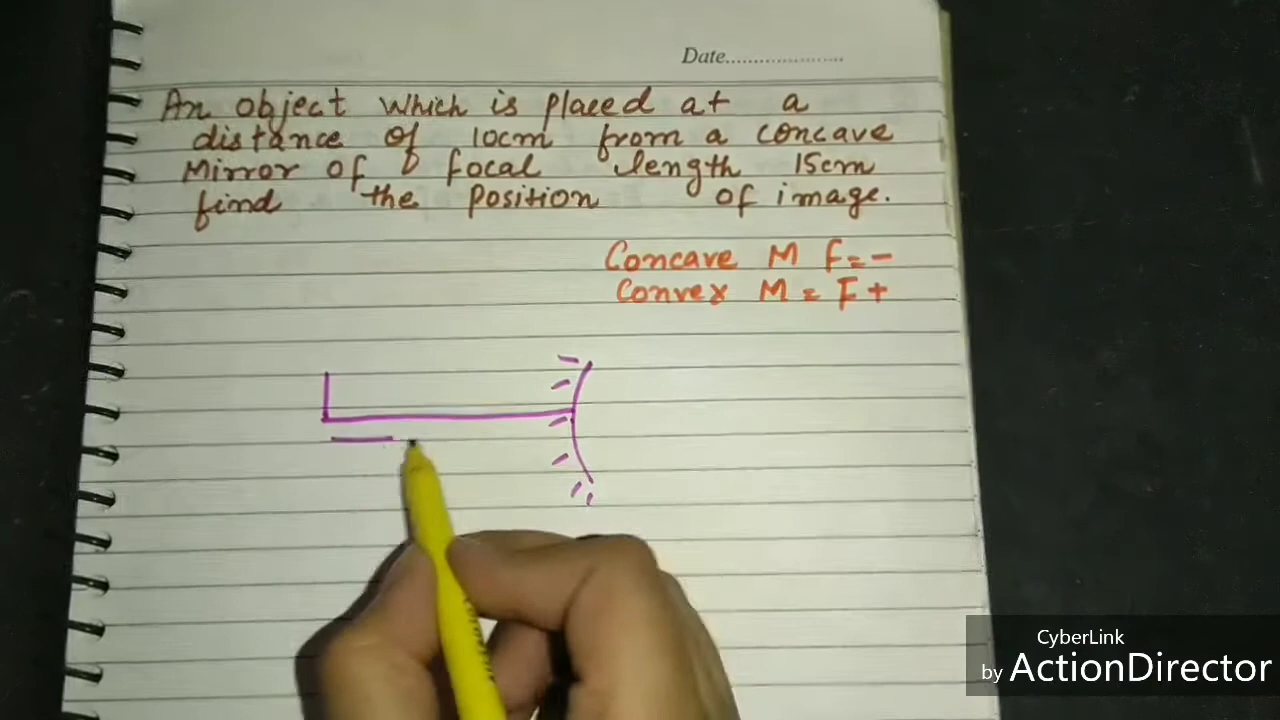 Date.....................
An object which is placed at a
distance of 10cm from a concave
Mirror of focal length 15cm
find the position of image.
Concave M F = -
Convex M = F +
CyberLink
by ActionDirector